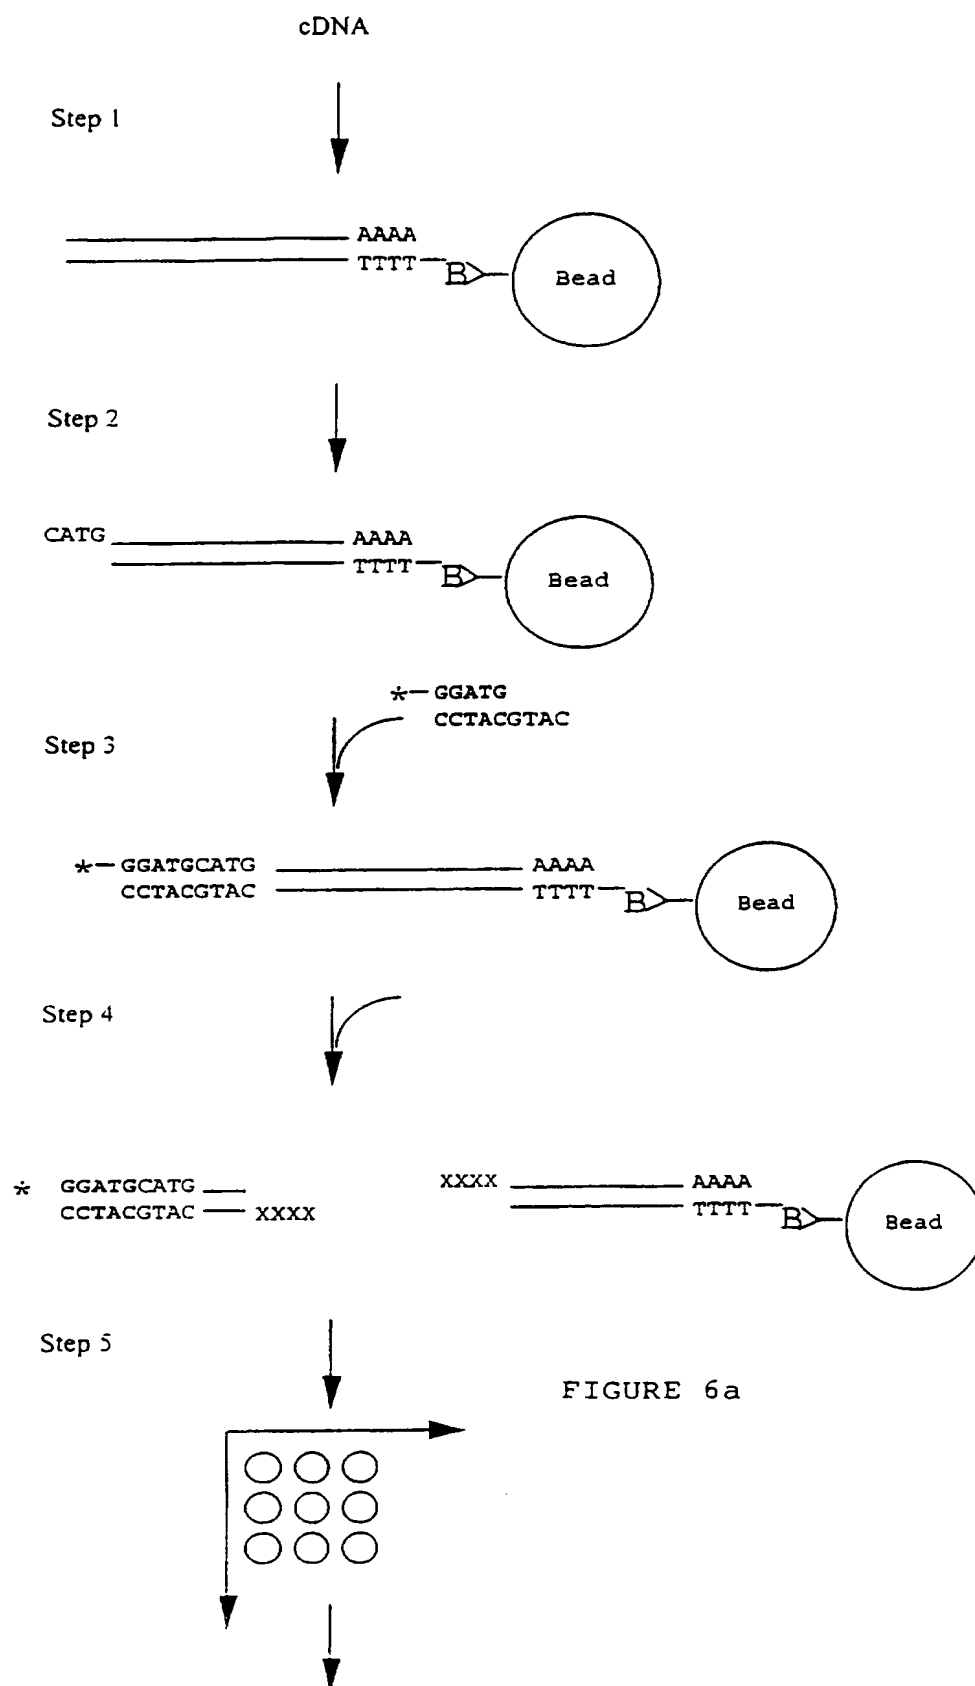 cDNA
Step 1
AAAA
TTTT B Bead
Step 2
CATG AAAA
TTTT B Bead
*-GGATG
CCTACGTAC
Step 3
*-GGATGCATG AAAA
CCTACGTAC TTTT B Bead
Step 4
* GGATGCATG XXXX AAAA
CCTACGTAC XXXX TTTT B Bead
Step 5
FIGURE 6a